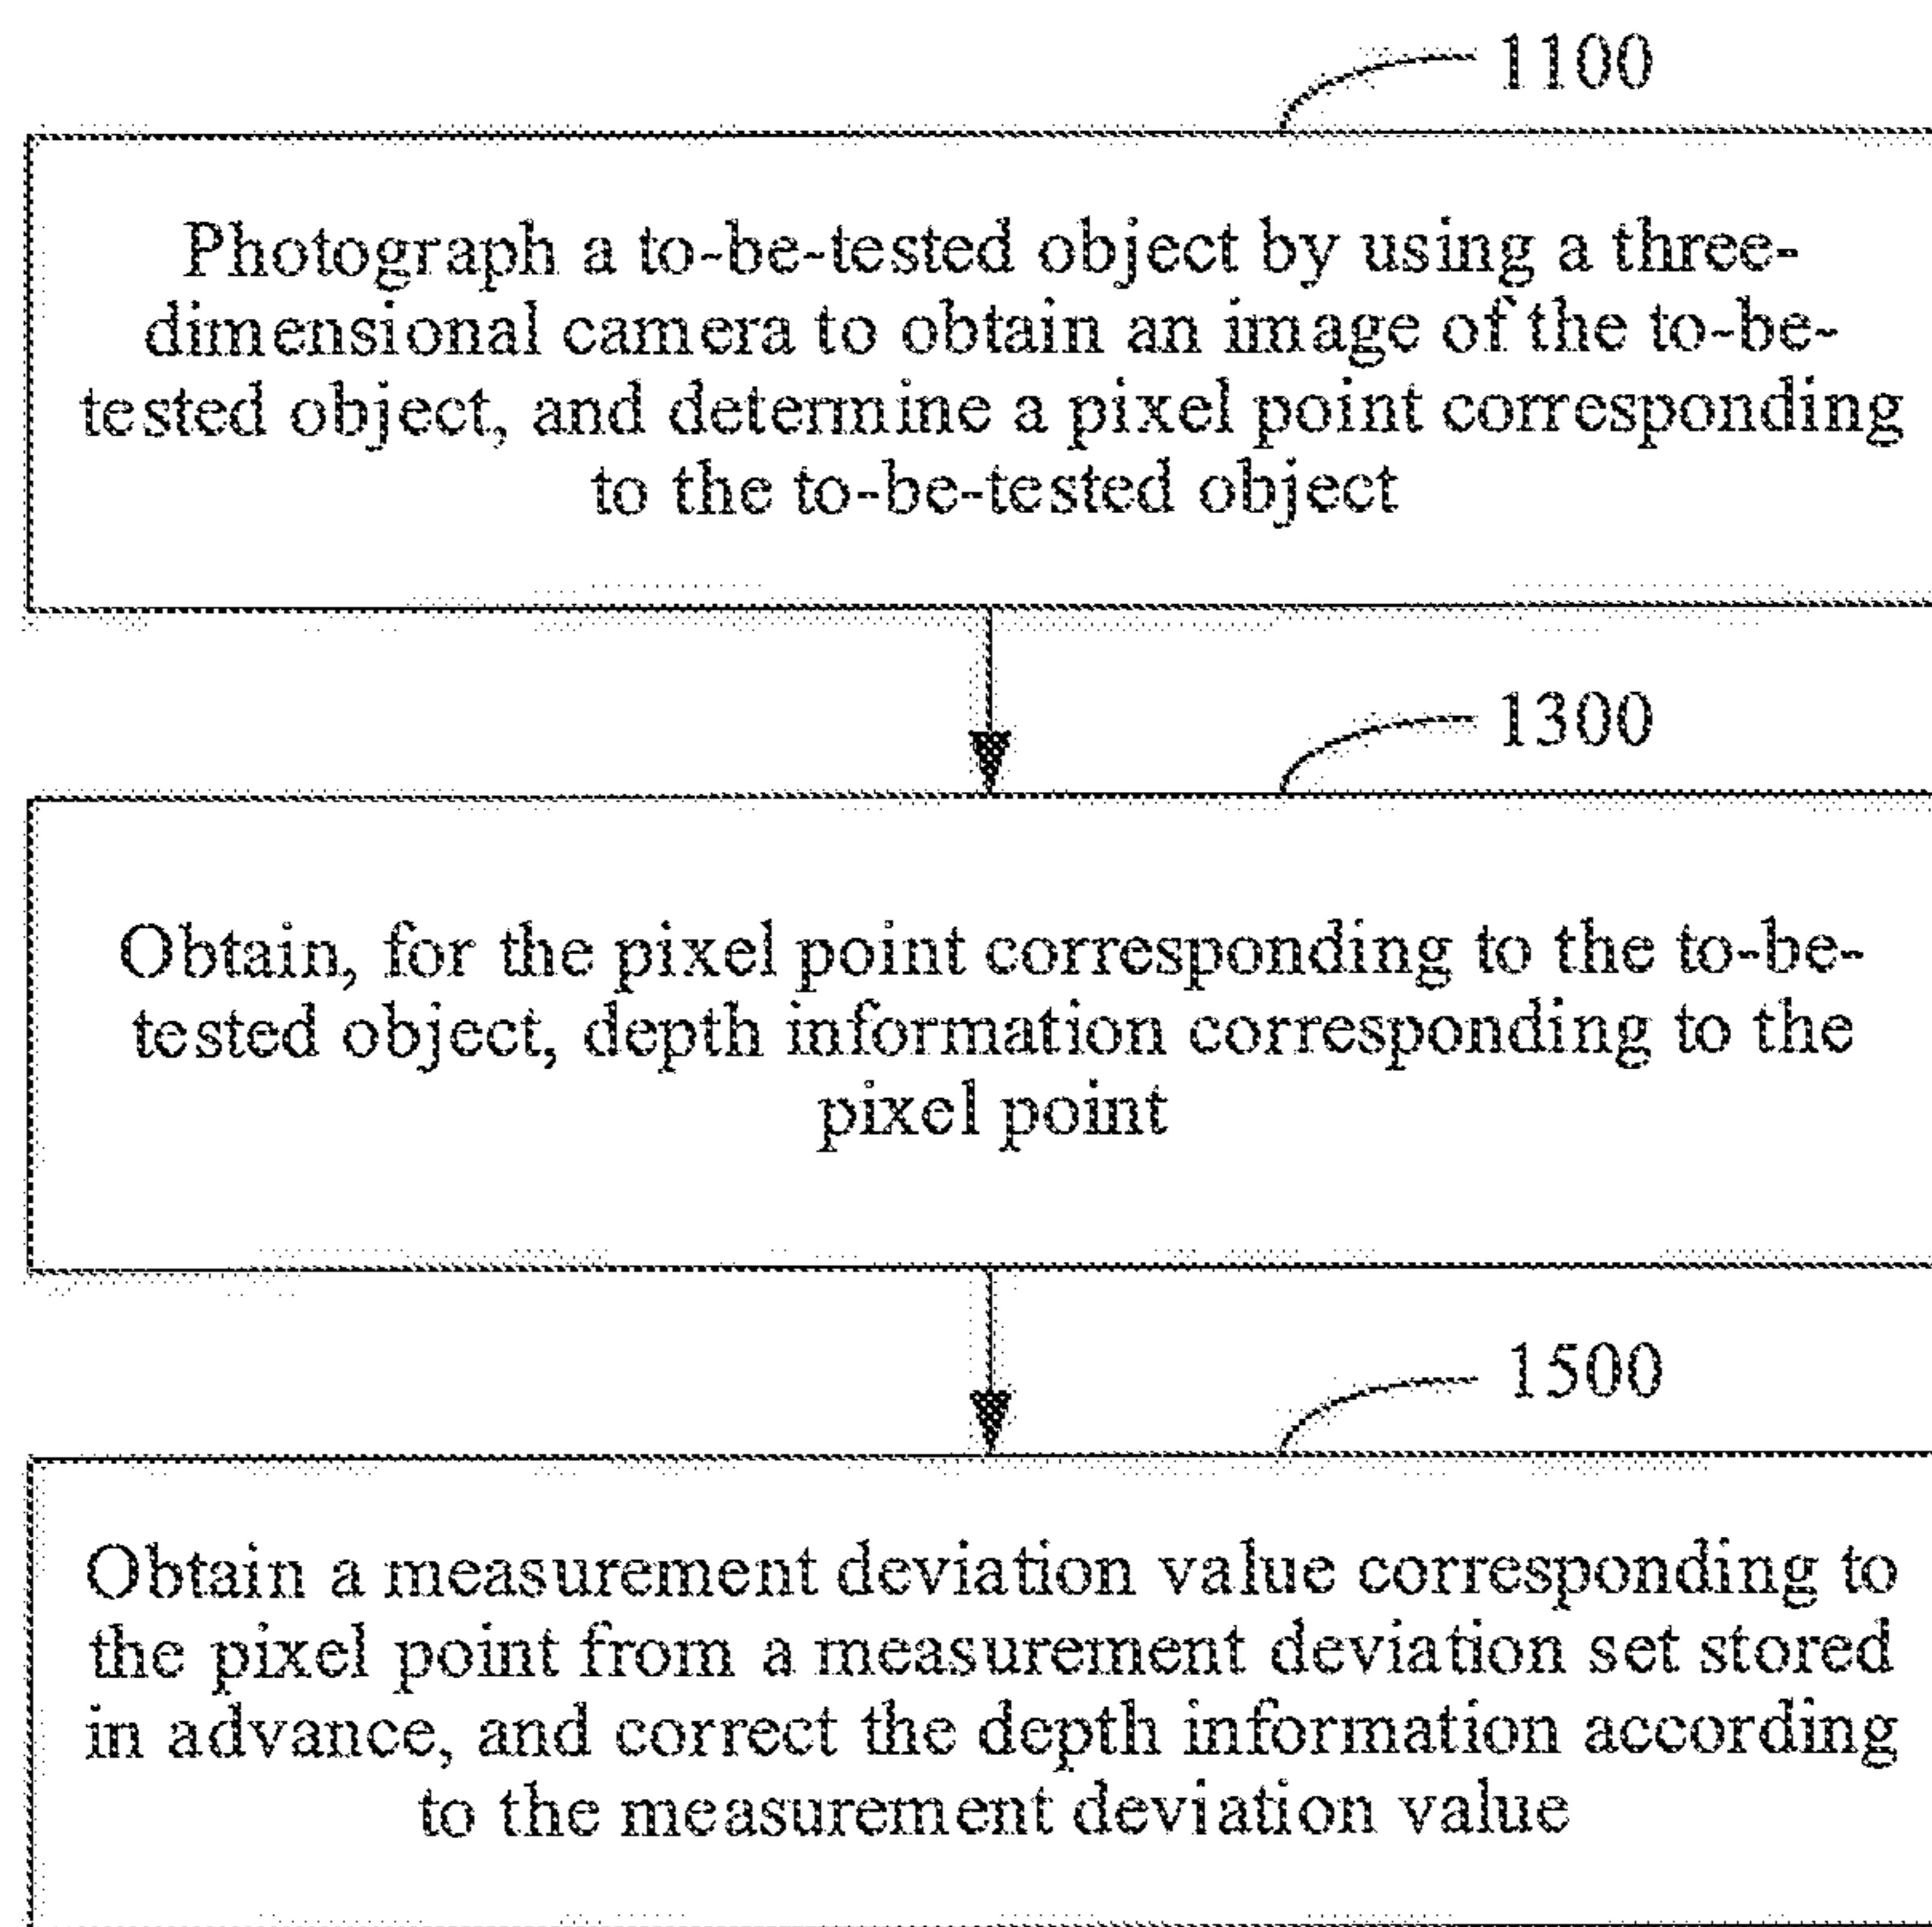 1100
Photograph a to-be-tested object by using a three-
dimensional camera to obtain an image of the to-be-
tested object, and determine a pixel point corresponding
to the to-be-tested object
1300
Obtain, for the pixel point corresponding to the to-be-
tested object, depth information corresponding to the
pixel point
1500
Obtain a measurement deviation value corresponding to
the pixel point from a measurement deviation set stored
in advance, and correct the depth information according
to the measurement deviation value